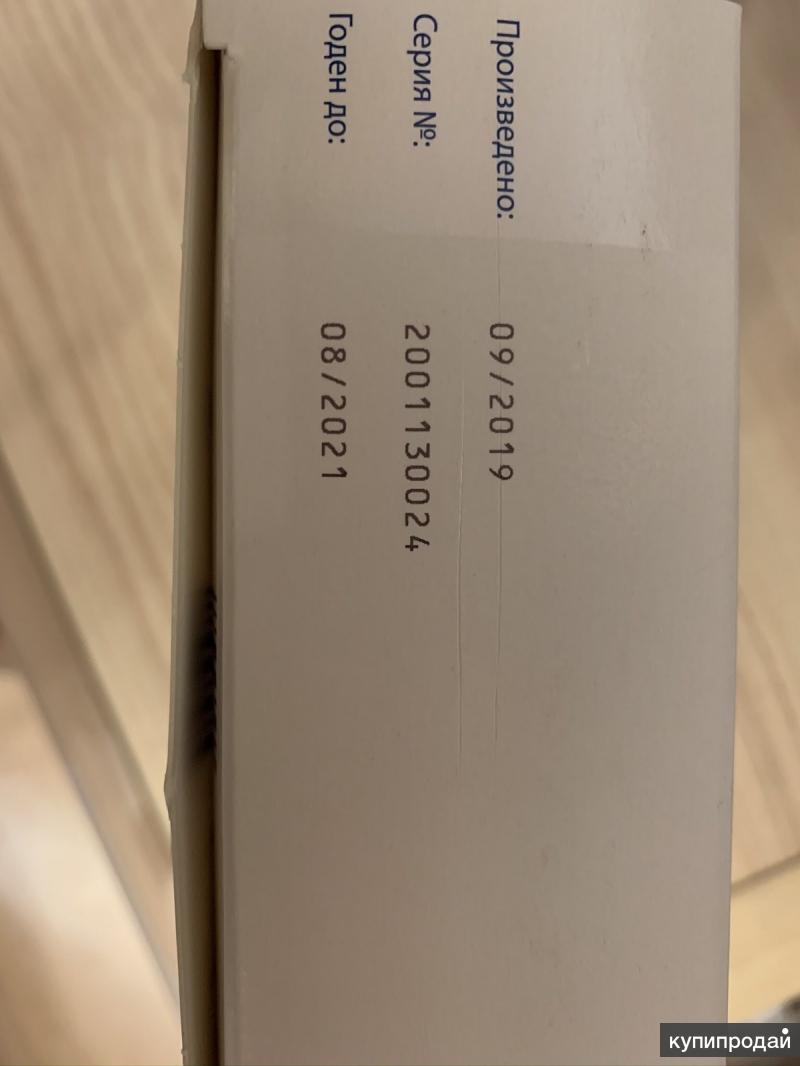 Произведено: 09/2019
Серия №: 2001130024
Годен до: 08/2021
купипродай